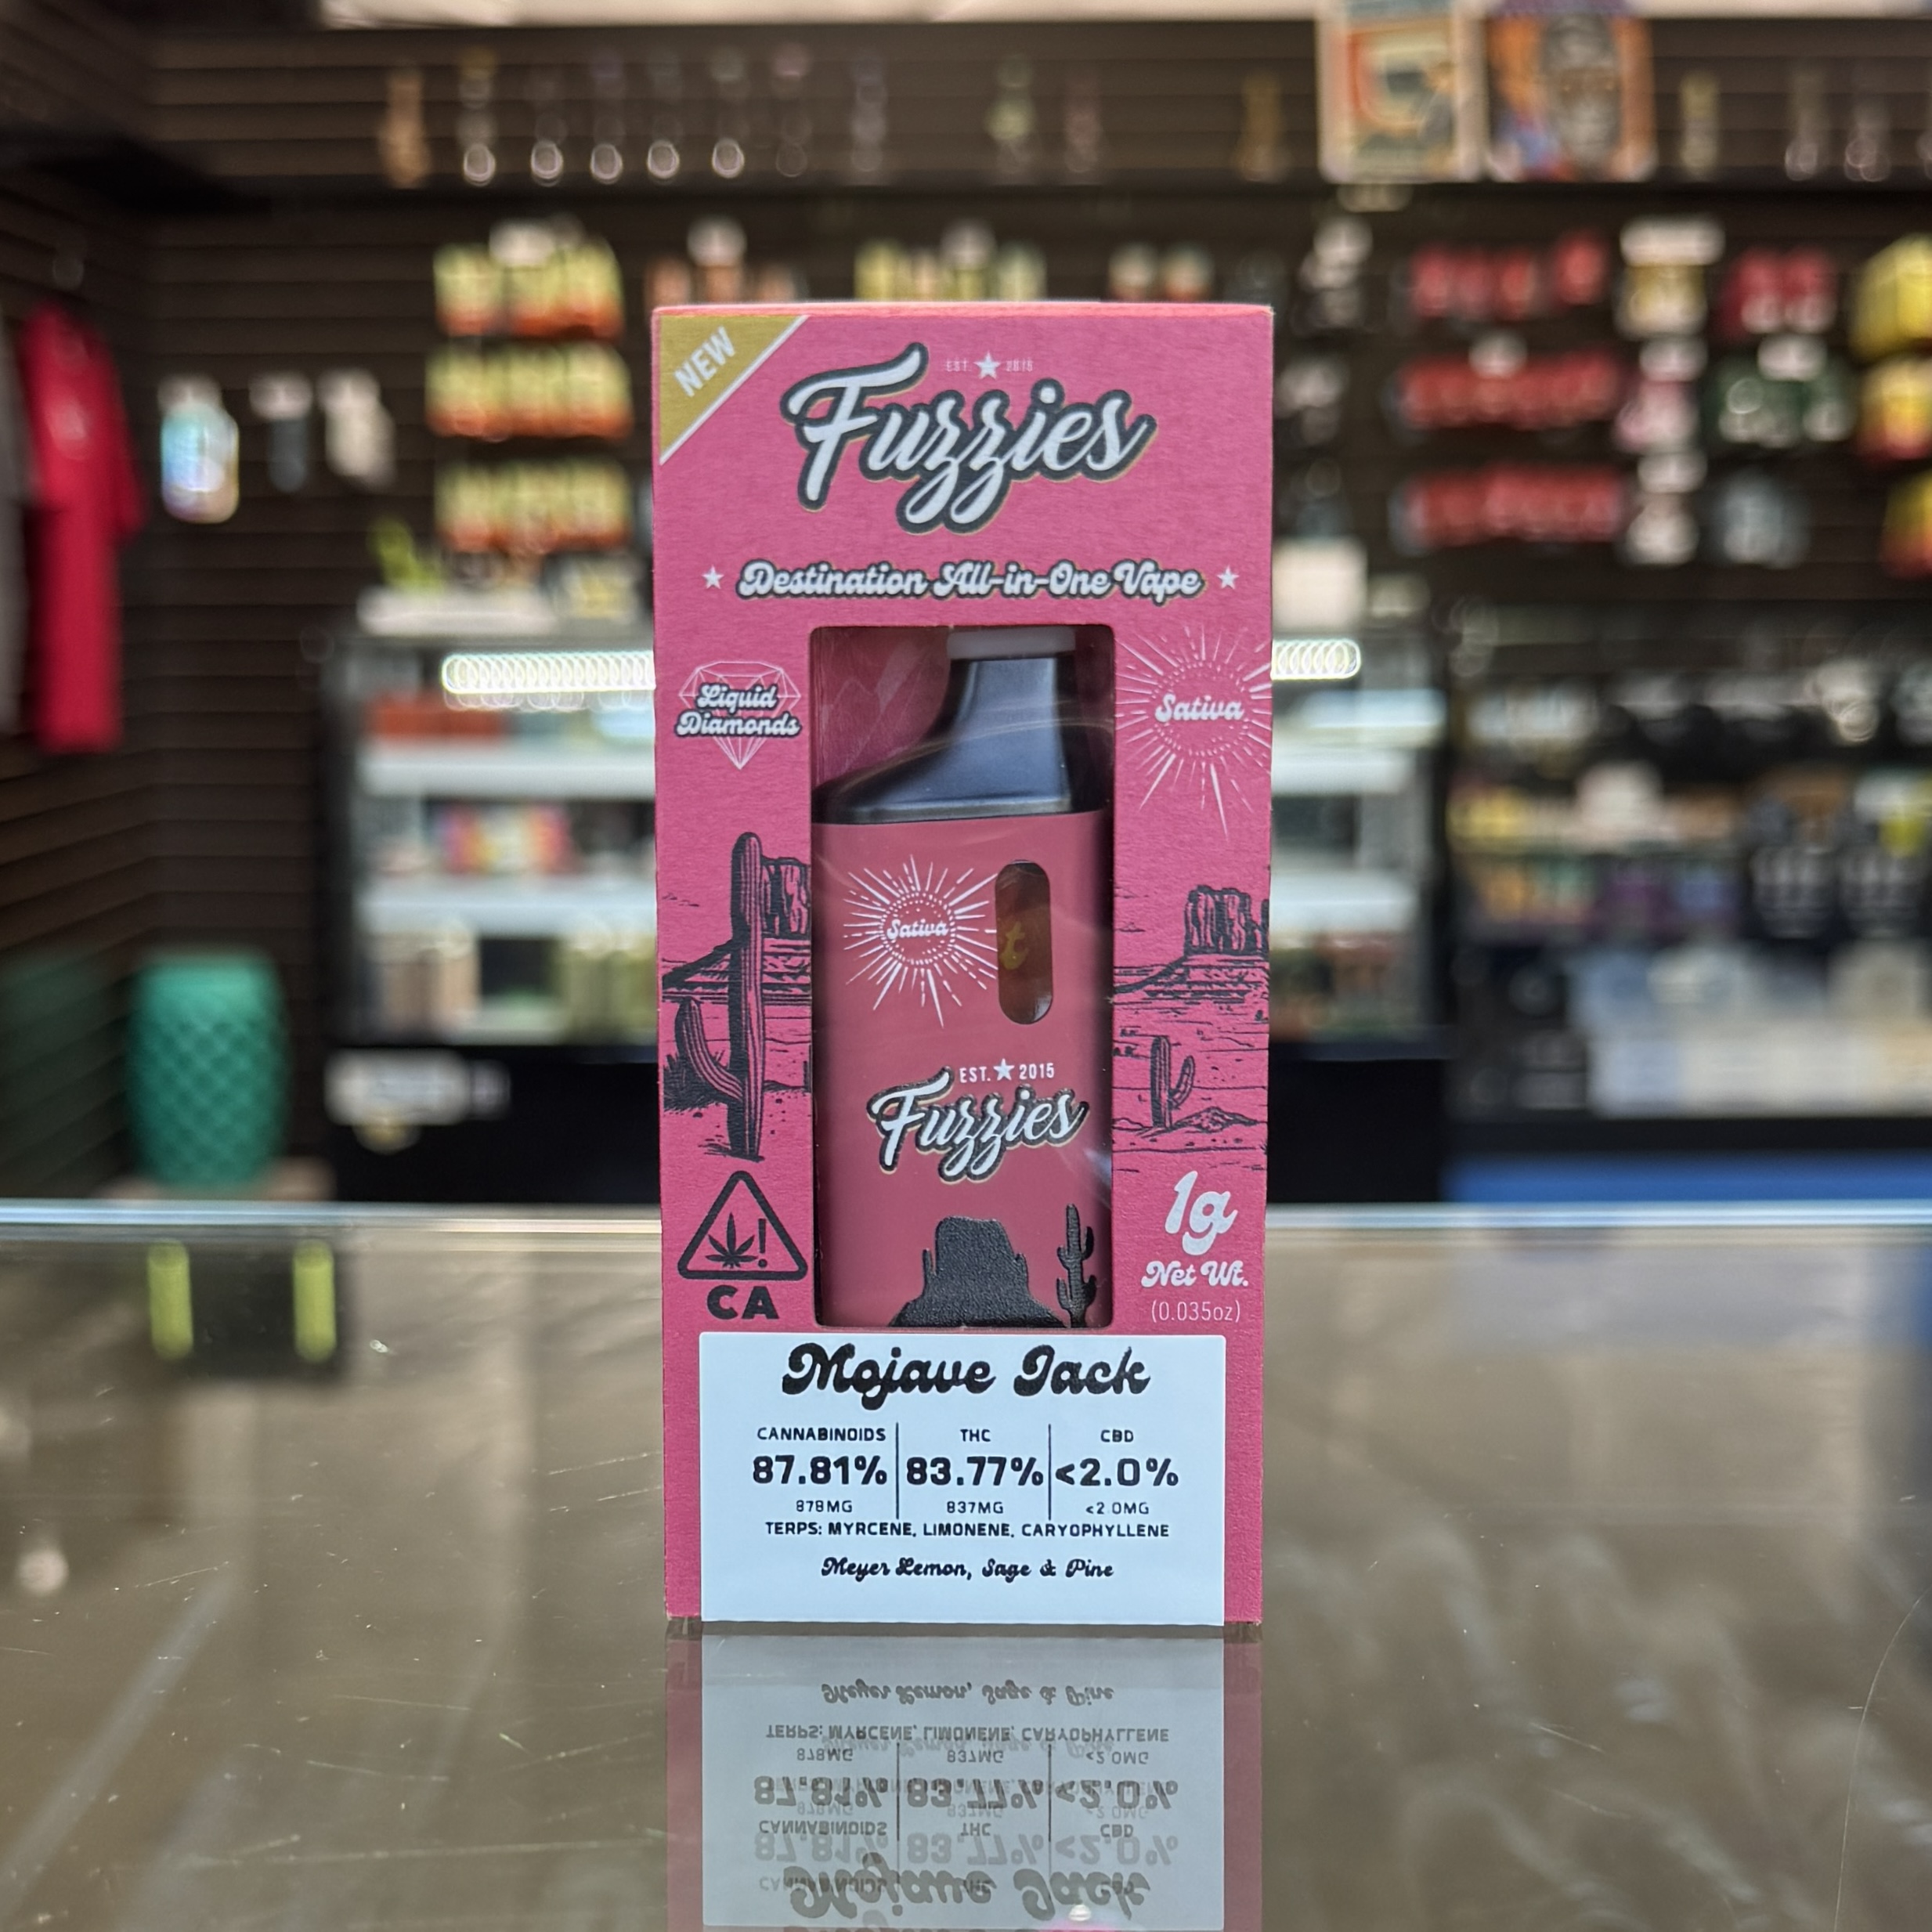 NEW
EST. ★ 2015
Fuzzies
★ Destination All-in-One Vape ★
Liquid
Diamonds
Sativa
Sativa
t
EST. ★ 2015
Fuzzies
CA
1g
Net Wt.
(0.035oz)
Mojave Jack
CANNABINOIDS THC CBD
87.81% 83.77% <2.0%
878MG 837MG <2.0MG
TERPS: MYRCENE, LIMONENE, CARYOPHYLLENE
Meyer Lemon, Sage & Pine